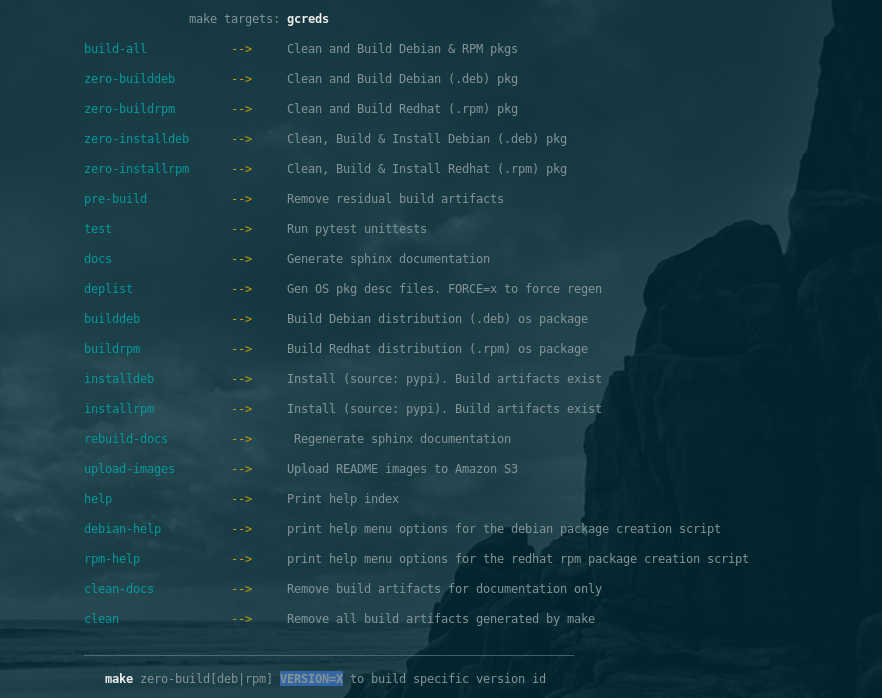 make targets: gcreds
build-all --> Clean and Build Debian & RPM pkgs
zero-builddeb --> Clean and Build Debian (.deb) pkg
zero-buildrpm --> Clean and Build Redhat (.rpm) pkg
zero-installdeb --> Clean, Build & Install Debian (.deb) pkg
zero-installrpm --> Clean, Build & Install Redhat (.rpm) pkg
pre-build --> Remove residual build artifacts
test --> Run pytest unittests
docs --> Generate sphinx documentation
deplist --> Gen OS pkg desc files. FORCE=x to force regen
builddeb --> Build Debian distribution (.deb) os package
buildrpm --> Build Redhat distribution (.rpm) os package
installdeb --> Install (source: pypi). Build artifacts exist
installrpm --> Install (source: pypi). Build artifacts exist
rebuild-docs --> Regenerate sphinx documentation
upload-images --> Upload README images to Amazon S3
help --> Print help index
debian-help --> print help menu options for the debian package creation script
rpm-help --> print help menu options for the redhat rpm package creation script
clean-docs --> Remove build artifacts for documentation only
clean --> Remove all build artifacts generated by make
make zero-build[deb|rpm] VERSION=X to build specific version id